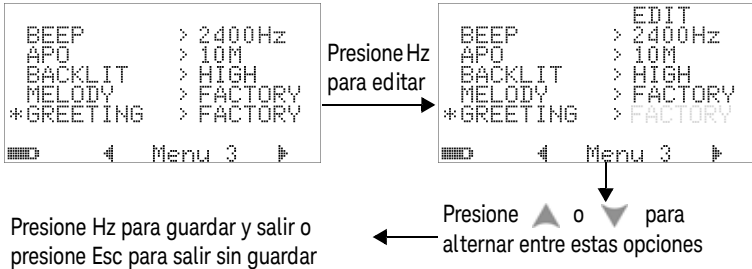 BEEP > 2400Hz
APO > 10M
BACKLIT > HIGH
MELODY > FACTORY
*GREETING > FACTORY
Menu 3
Presione Hz
para editar
EDIT
BEEP > 2400Hz
APO > 10M
BACKLIT > HIGH
MELODY > FACTORY
*GREETING > FACTORY
Menu 3
Presione o para
alternar entre estas opciones
Presione Hz para guardar y salir o
presione Esc para salir sin guardar